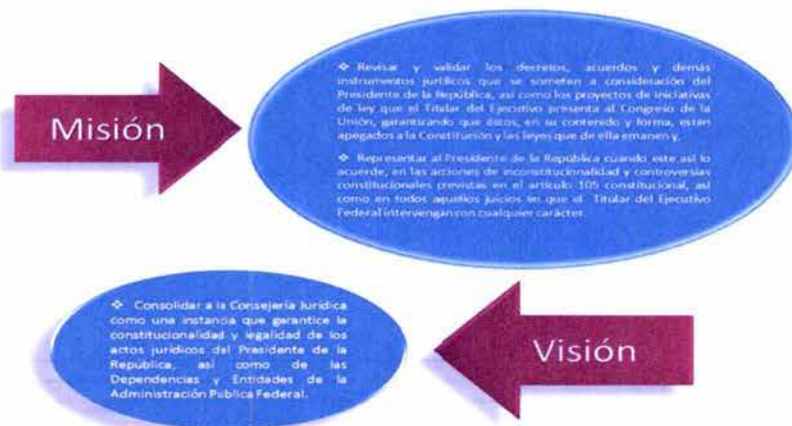 Misión
❖ Revisar y validar los decretos, acuerdos y demás
instrumentos jurídicos que se someten a consideración del
Presidente de la República, así como los proyectos de iniciativas
de ley que el Titular del Ejecutivo presenta al Congreso de la
Unión, garantizando que éstos, en su contenido y forma, estén
apegados a la Constitución y las leyes que de ella emanen y,
❖ Representar al Presidente de la República cuando este así lo
acuerde, en las acciones de inconstitucionalidad y controversias
constitucionales previstas en el artículo 105 constitucional, así
como en todos aquellos juicios en que el Titular del Ejecutivo
Federal intervengan con cualquier carácter.
❖ Consolidar a la Consejería Jurídica
como una instancia que garantice la
constitucionalidad y legalidad de los
actos jurídicos del Presidente de la
República, así como de las
Dependencias y Entidades de la
Administración Pública Federal.
Visión